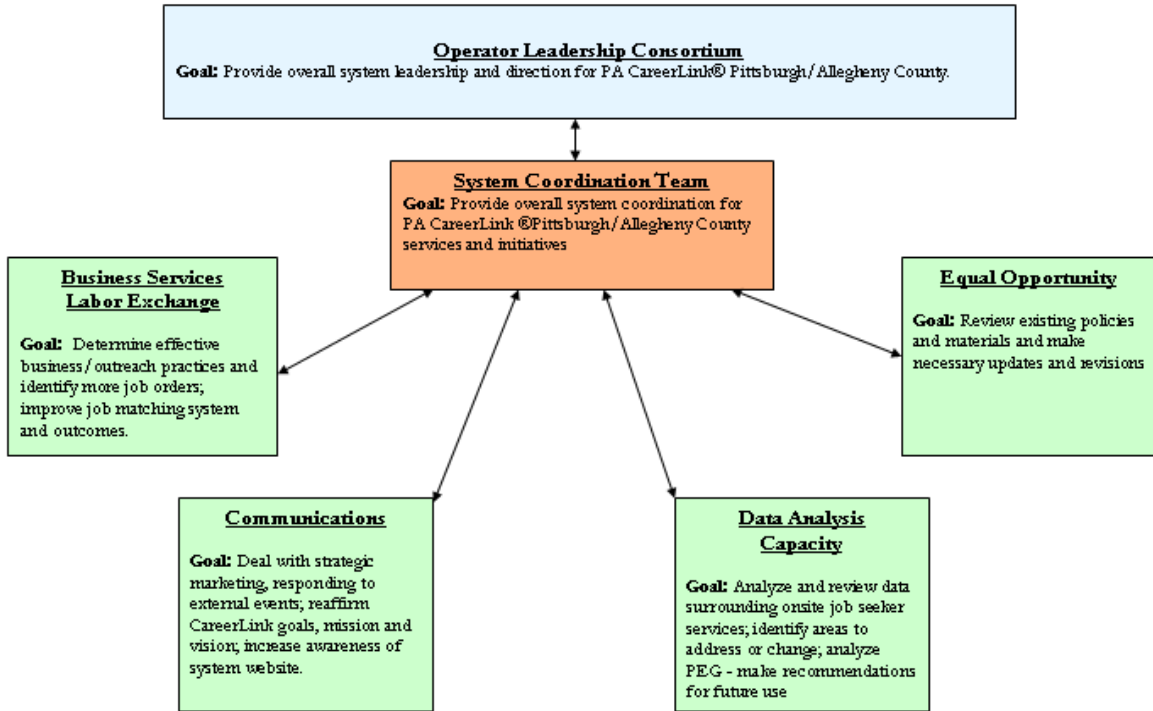 Operator Leadership Consortium
Goal: Provide overall system leadership and direction for PA CareerLink® Pittsburgh/Allegheny County.
System Coordination Team
Goal: Provide overall system coordination for
PA CareerLink ®Pittsburgh/Allegheny County
services and initiatives
Business Services
Labor Exchange
Goal: Determine effective
business/outreach practices and
identify more job orders;
improve job matching system
and outcomes.
Equal Opportunity
Goal: Review existing policies
and materials and make
necessary updates and revisions
Communications
Goal: Deal with strategic
marketing, responding to
external events; reaffirm
CareerLink goals, mission and
vision; increase awareness of
system website.
Data Analysis
Capacity
Goal: Analyze and review data
surrounding onsite job seeker
services; identify areas to
address or change; analyze
PEG - make recommendations
for future use